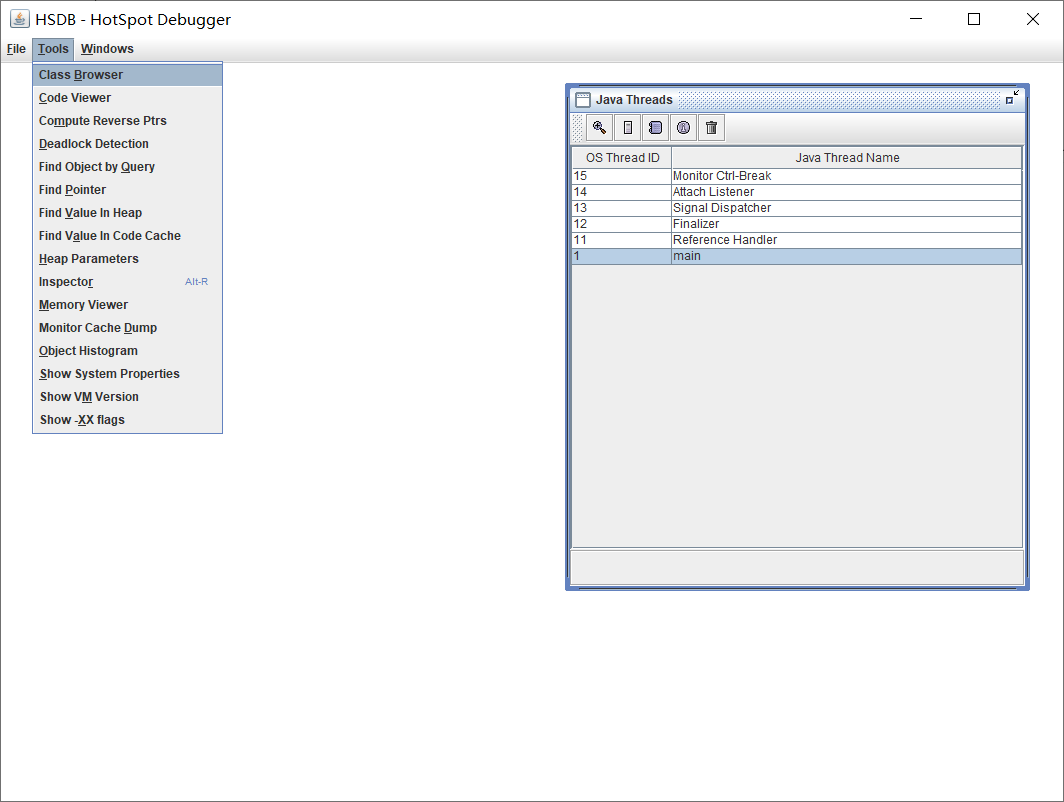 HSDB - HotSpot Debugger
File Tools Windows
Class Browser
Code Viewer
Compute Reverse Ptrs
Deadlock Detection
Find Object by Query
Find Pointer
Find Value In Heap
Find Value In Code Cache
Heap Parameters
Inspector Alt-R
Memory Viewer
Monitor Cache Dump
Object Histogram
Show System Properties
Show VM Version
Show -XX flags
Java Threads
OS Thread ID Java Thread Name
15 Monitor Ctrl-Break
14 Attach Listener
13 Signal Dispatcher
12 Finalizer
11 Reference Handler
1 main